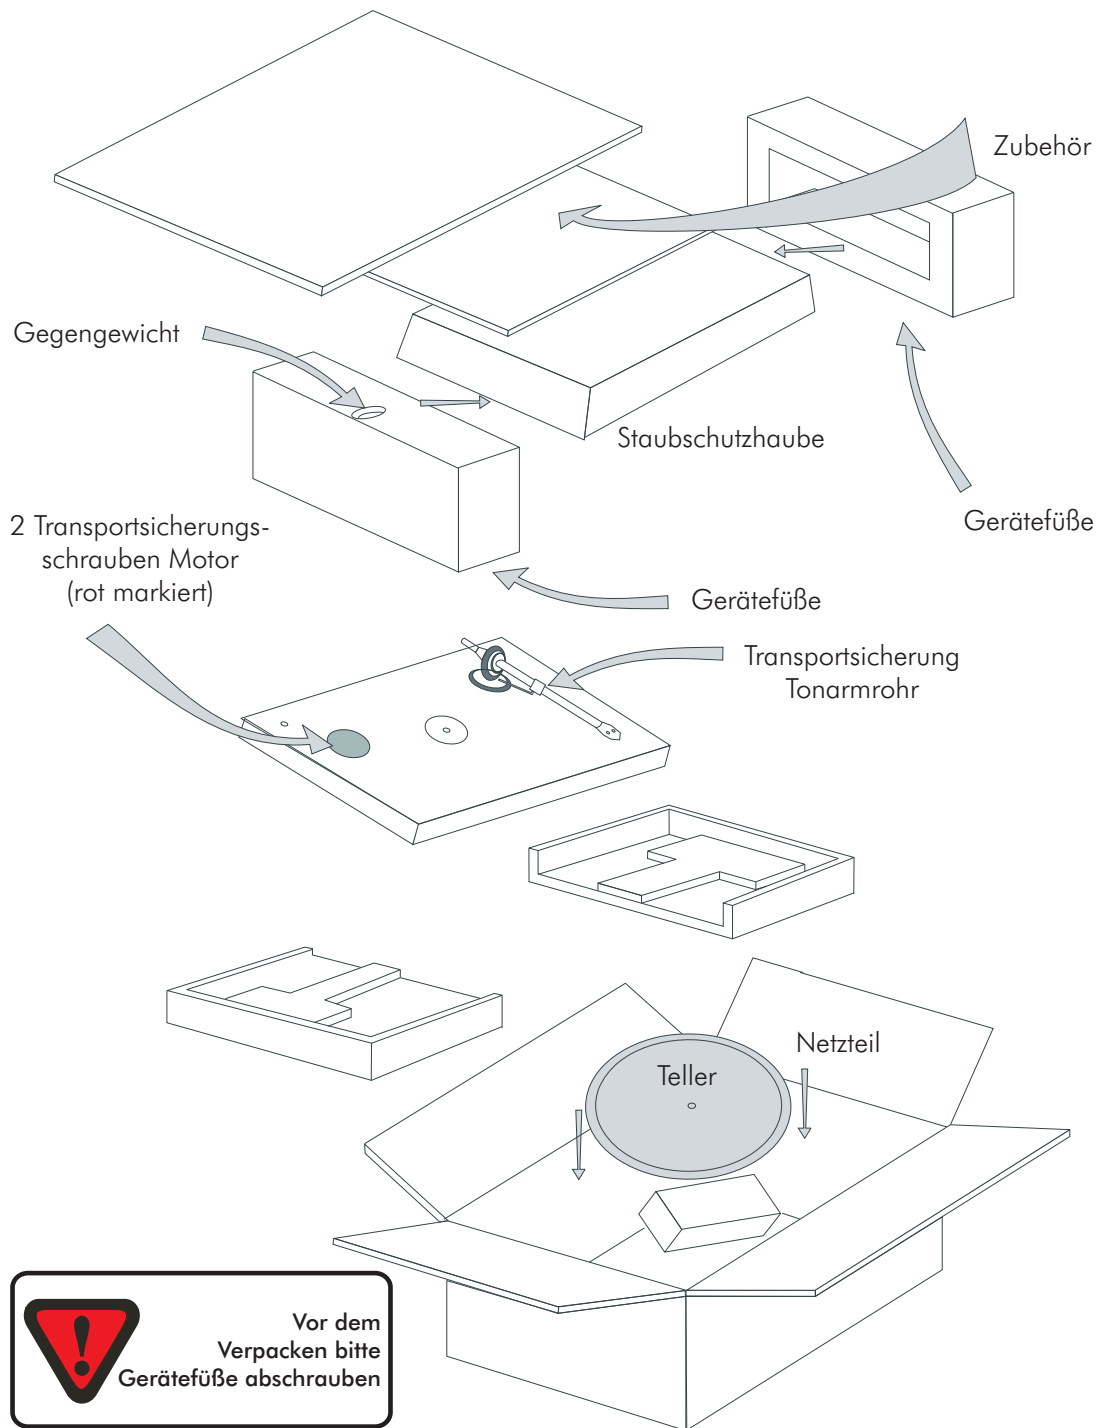 Zubehör
Gegengewicht
Staubschutzhaube
Gerätefüße
2 Transportsicherungs-
schrauben Motor
(rot markiert)
Gerätefüße
Transportsicherung
Tonarmrohr
Netzteil
Teller
Vor dem
Verpacken bitte
Gerätefüße abschrauben